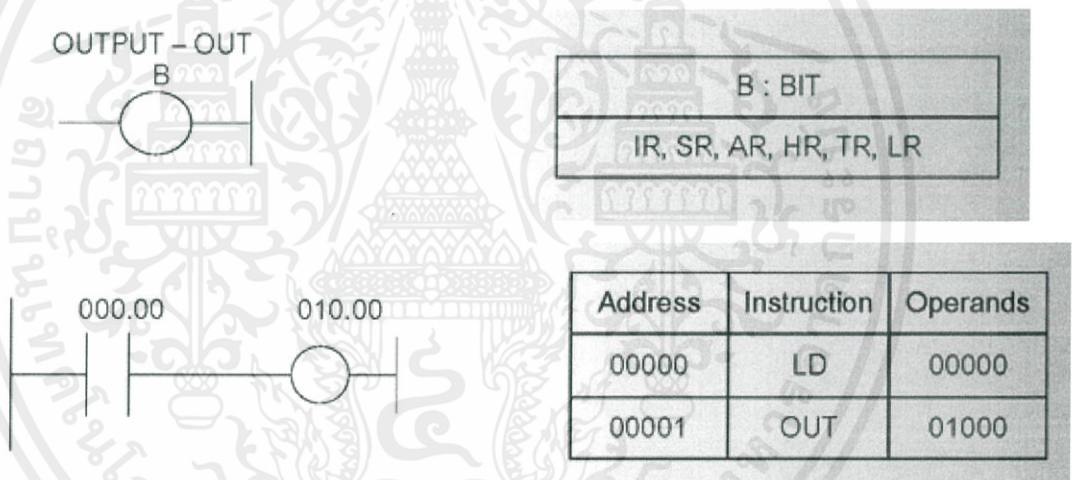 OUTPUT – OUT
B
B : BIT
IR, SR, AR, HR, TR, LR
000.00
010.00
Address Instruction Operands
00000 LD 00000
00001 OUT 01000